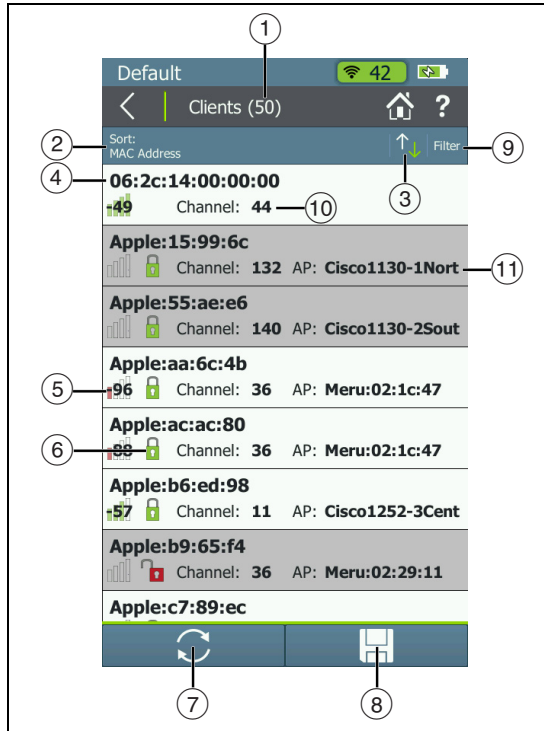 1
Default 42
Clients (50) ?
2 Sort: Filter 9
MAC Address
4 06:2c:14:00:00:00 3
-49 Channel: 44 10
Apple:15:99:6c
Channel: 132 AP: Cisco1130-1Nort 11
Apple:55:ae:e6
Channel: 140 AP: Cisco1130-2Sout
Apple:aa:6c:4b
5 -96 Channel: 36 AP: Meru:02:1c:47
Apple:ac:ac:80
6 -88 Channel: 36 AP: Meru:02:1c:47
Apple:b6:ed:98
-57 Channel: 11 AP: Cisco1252-3Cent
Apple:b9:65:f4
Channel: 36 AP: Meru:02:29:11
Apple:c7:89:ec
7 8